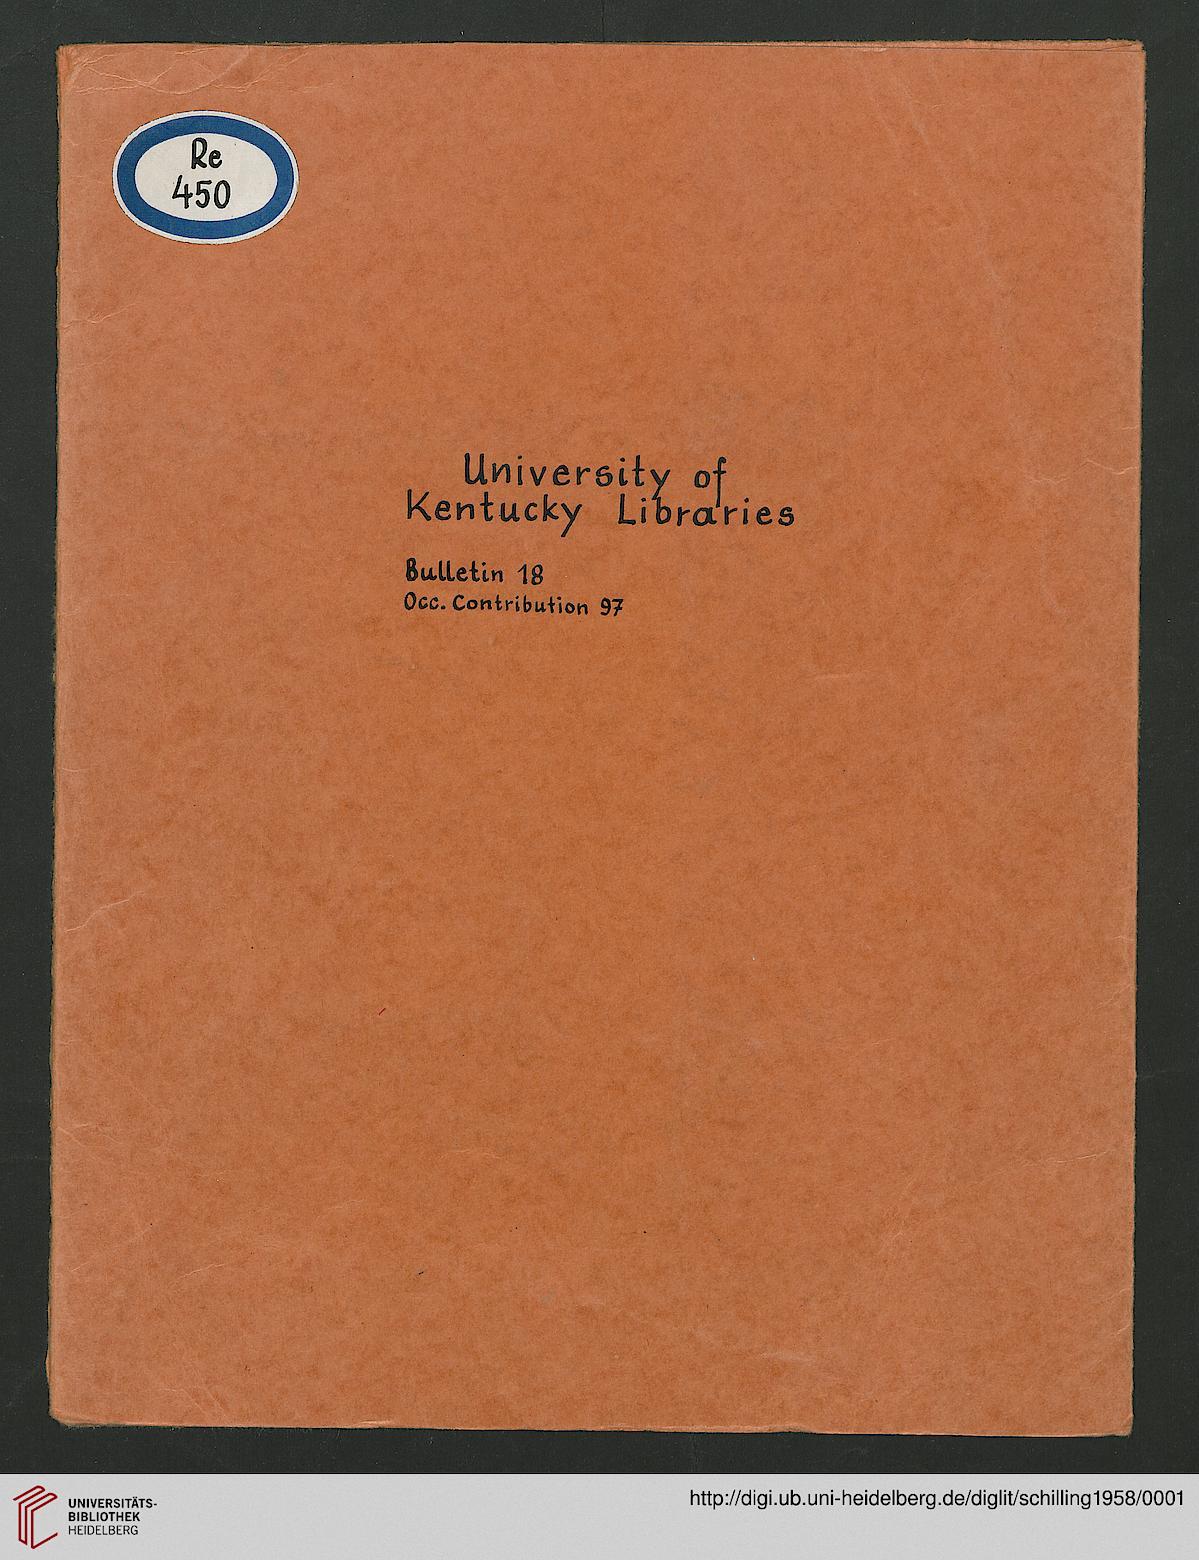 Re
450
University of
Kentucky Libraries
Bulletin 18
Occ. Contribution 97
UNIVERSITÄTS-
BIBLIOTHEK
HEIDELBERG
http://digi.ub.uni-heidelberg.de/diglit/schilling1958/0001